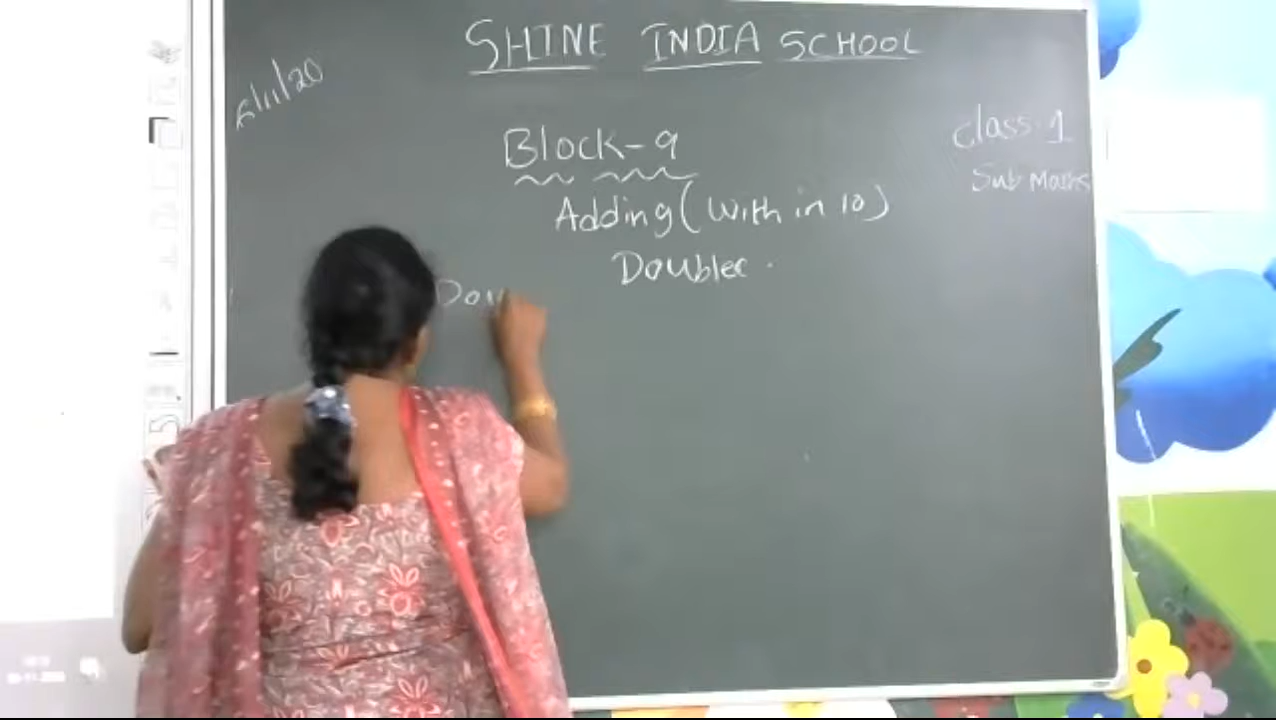 SHINE INDIA SCHOOL
6/11/20
class-1
Sub Maths
Block-9
Adding (With in 10)
Doubles.
Dou